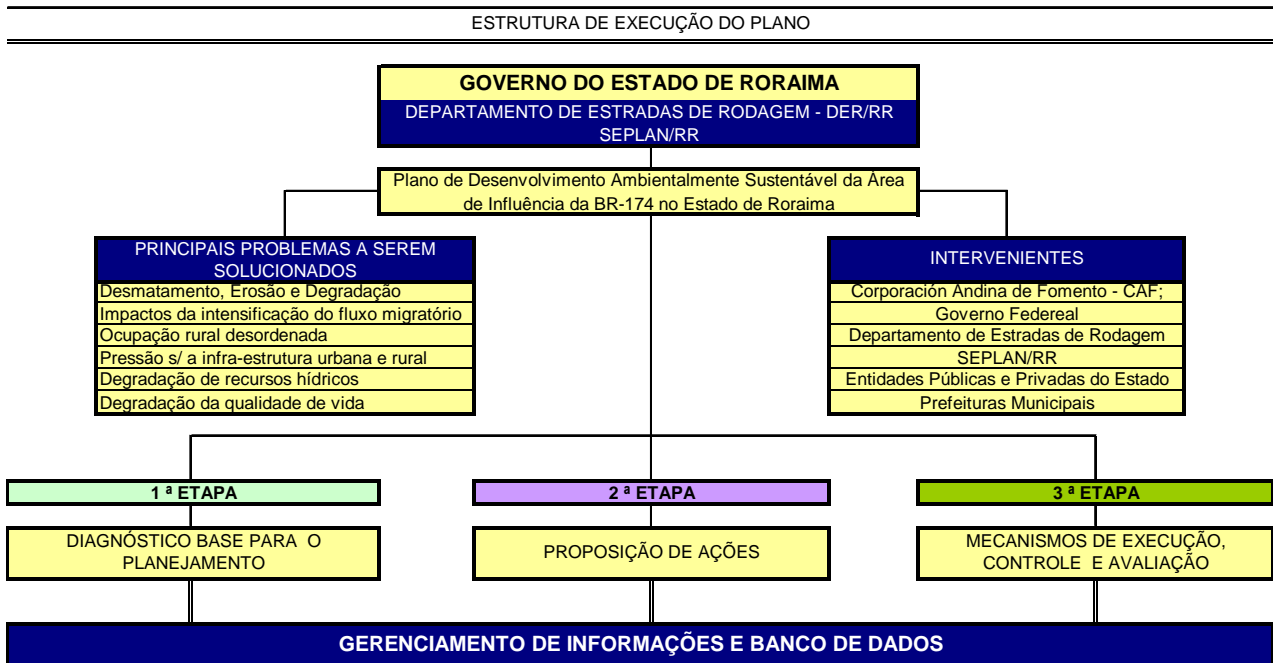 ESTRUTURA DE EXECUÇÃO DO PLANO
GOVERNO DO ESTADO DE RORAIMA
DEPARTAMENTO DE ESTRADAS DE RODAGEM - DER/RR
SEPLAN/RR
Plano de Desenvolvimento Ambientalmente Sustentável da Área
de Influência da BR-174 no Estado de Roraima
PRINCIPAIS PROBLEMAS A SEREM
SOLUCIONADOS
Desmatamento, Erosão e Degradação
Impactos da intensificação do fluxo migratório
Ocupação rural desordenada
Pressão s/ a infra-estrutura urbana e rural
Degradação de recursos hídricos
Degradação da qualidade de vida
INTERVENIENTES
Corporación Andina de Fomento - CAF;
Governo Federeal
Departamento de Estradas de Rodagem
SEPLAN/RR
Entidades Públicas e Privadas do Estado
Prefeituras Municipais
1 ª ETAPA
DIAGNÓSTICO BASE PARA O
PLANEJAMENTO
2 ª ETAPA
PROPOSIÇÃO DE AÇÕES
3 ª ETAPA
MECANISMOS DE EXECUÇÃO,
CONTROLE E AVALIAÇÃO
GERENCIAMENTO DE INFORMAÇÕES E BANCO DE DADOS